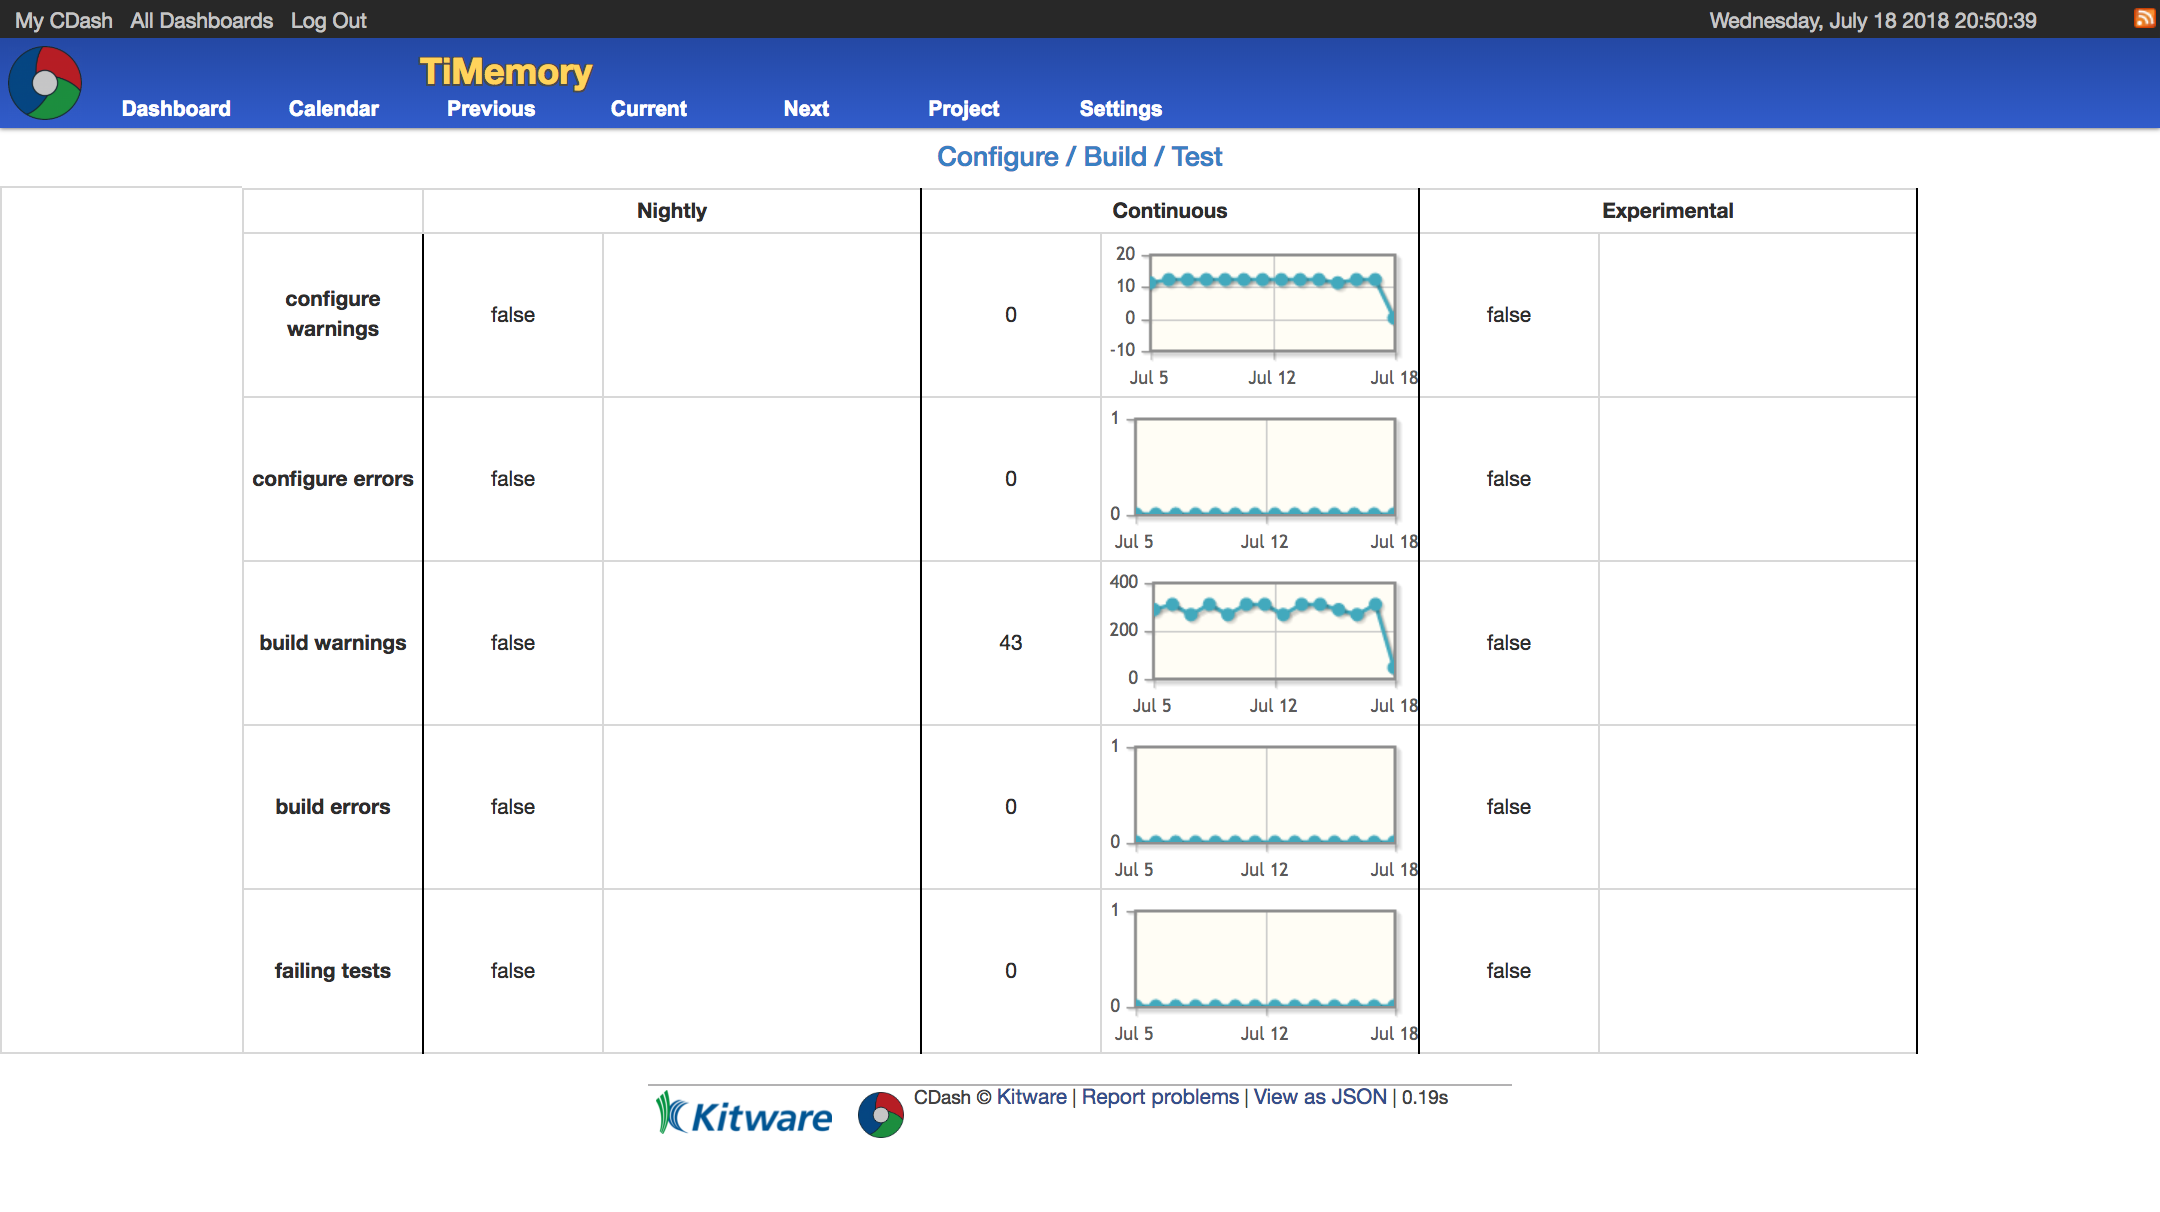 My CDash All Dashboards Log Out Wednesday, July 18 2018 20:50:39
TiMemory
Dashboard Calendar Previous Current Next Project Settings
Configure / Build / Test
Nightly Continuous Experimental
configure warnings false 0 false
20
10
0
-10
Jul 5 Jul 12 Jul 18
configure errors false 0 false
1
0
Jul 5 Jul 12 Jul 18
build warnings false 43 false
400
200
0
Jul 5 Jul 12 Jul 18
build errors false 0 false
1
0
Jul 5 Jul 12 Jul 18
failing tests false 0 false
1
0
Jul 5 Jul 12 Jul 18
Kitware CDash © Kitware | Report problems | View as JSON | 0.19s